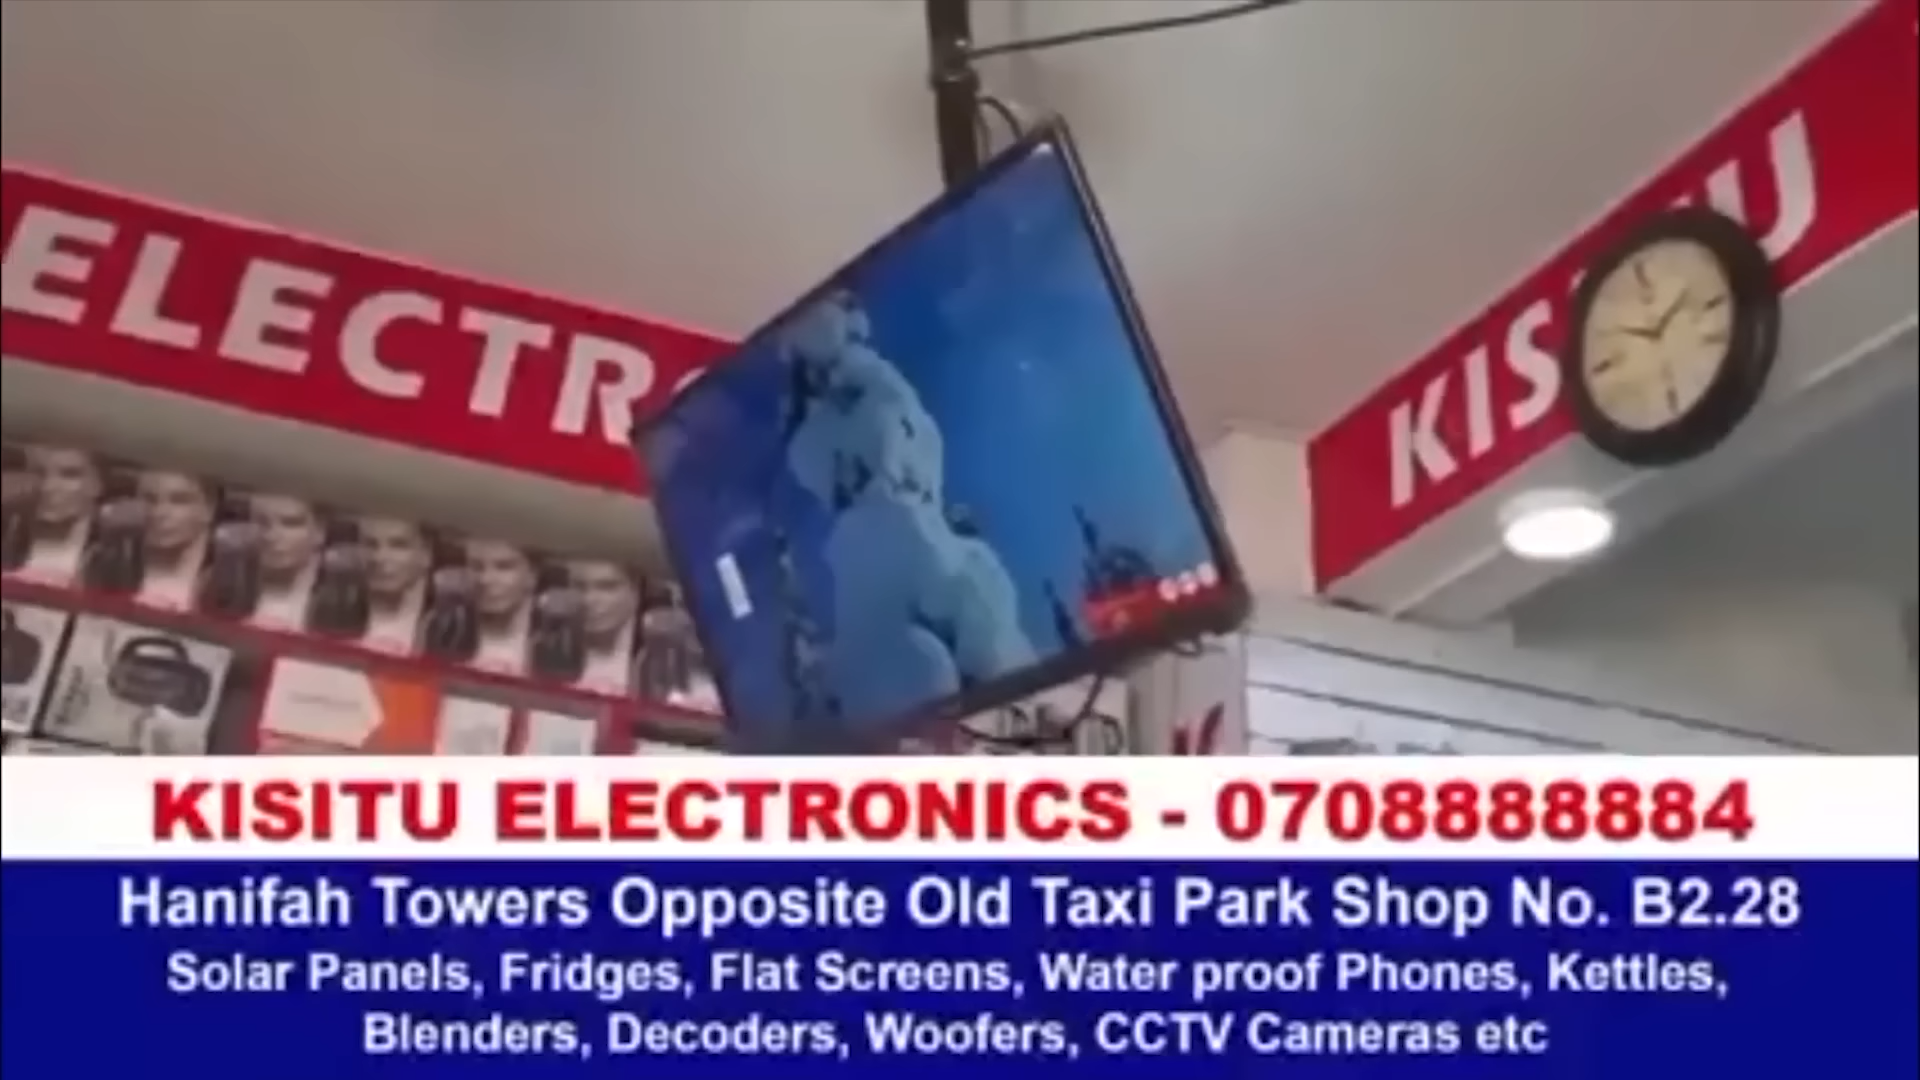 ELECTR
KISITU
KISITU ELECTRONICS - 0708888884
Hanifah Towers Opposite Old Taxi Park Shop No. B2.28
Solar Panels, Fridges, Flat Screens, Water proof Phones, Kettles,
Blenders, Decoders, Woofers, CCTV Cameras etc